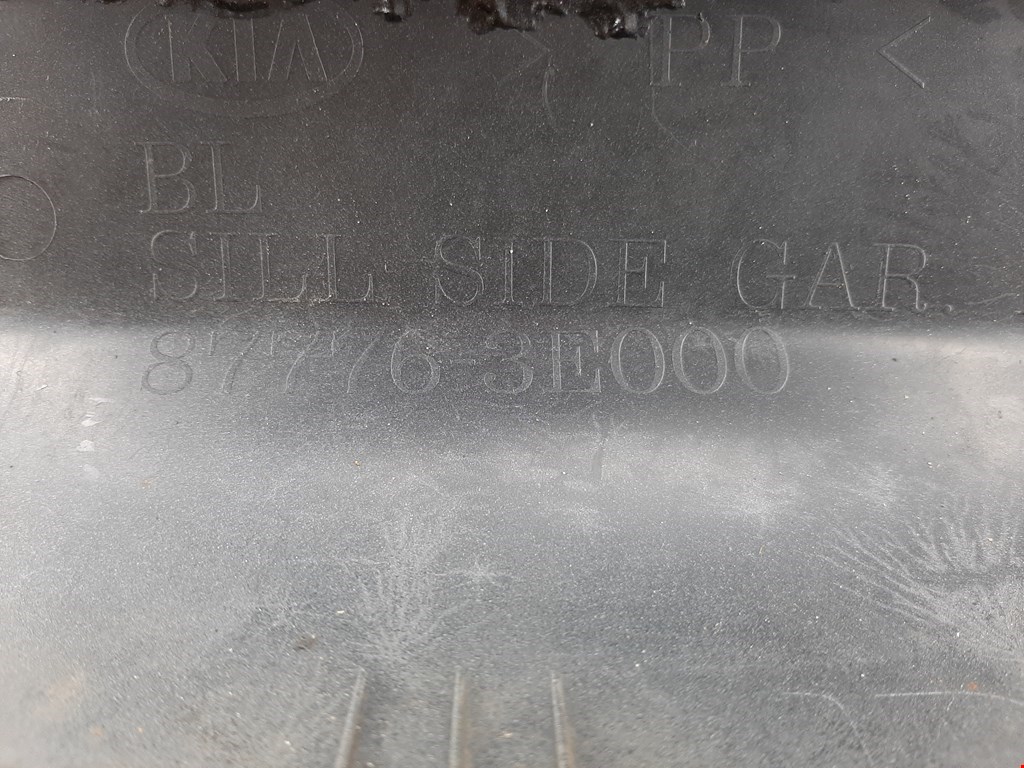 KIA >PP<
BL
SILL SIDE GAR.
87776-3E000